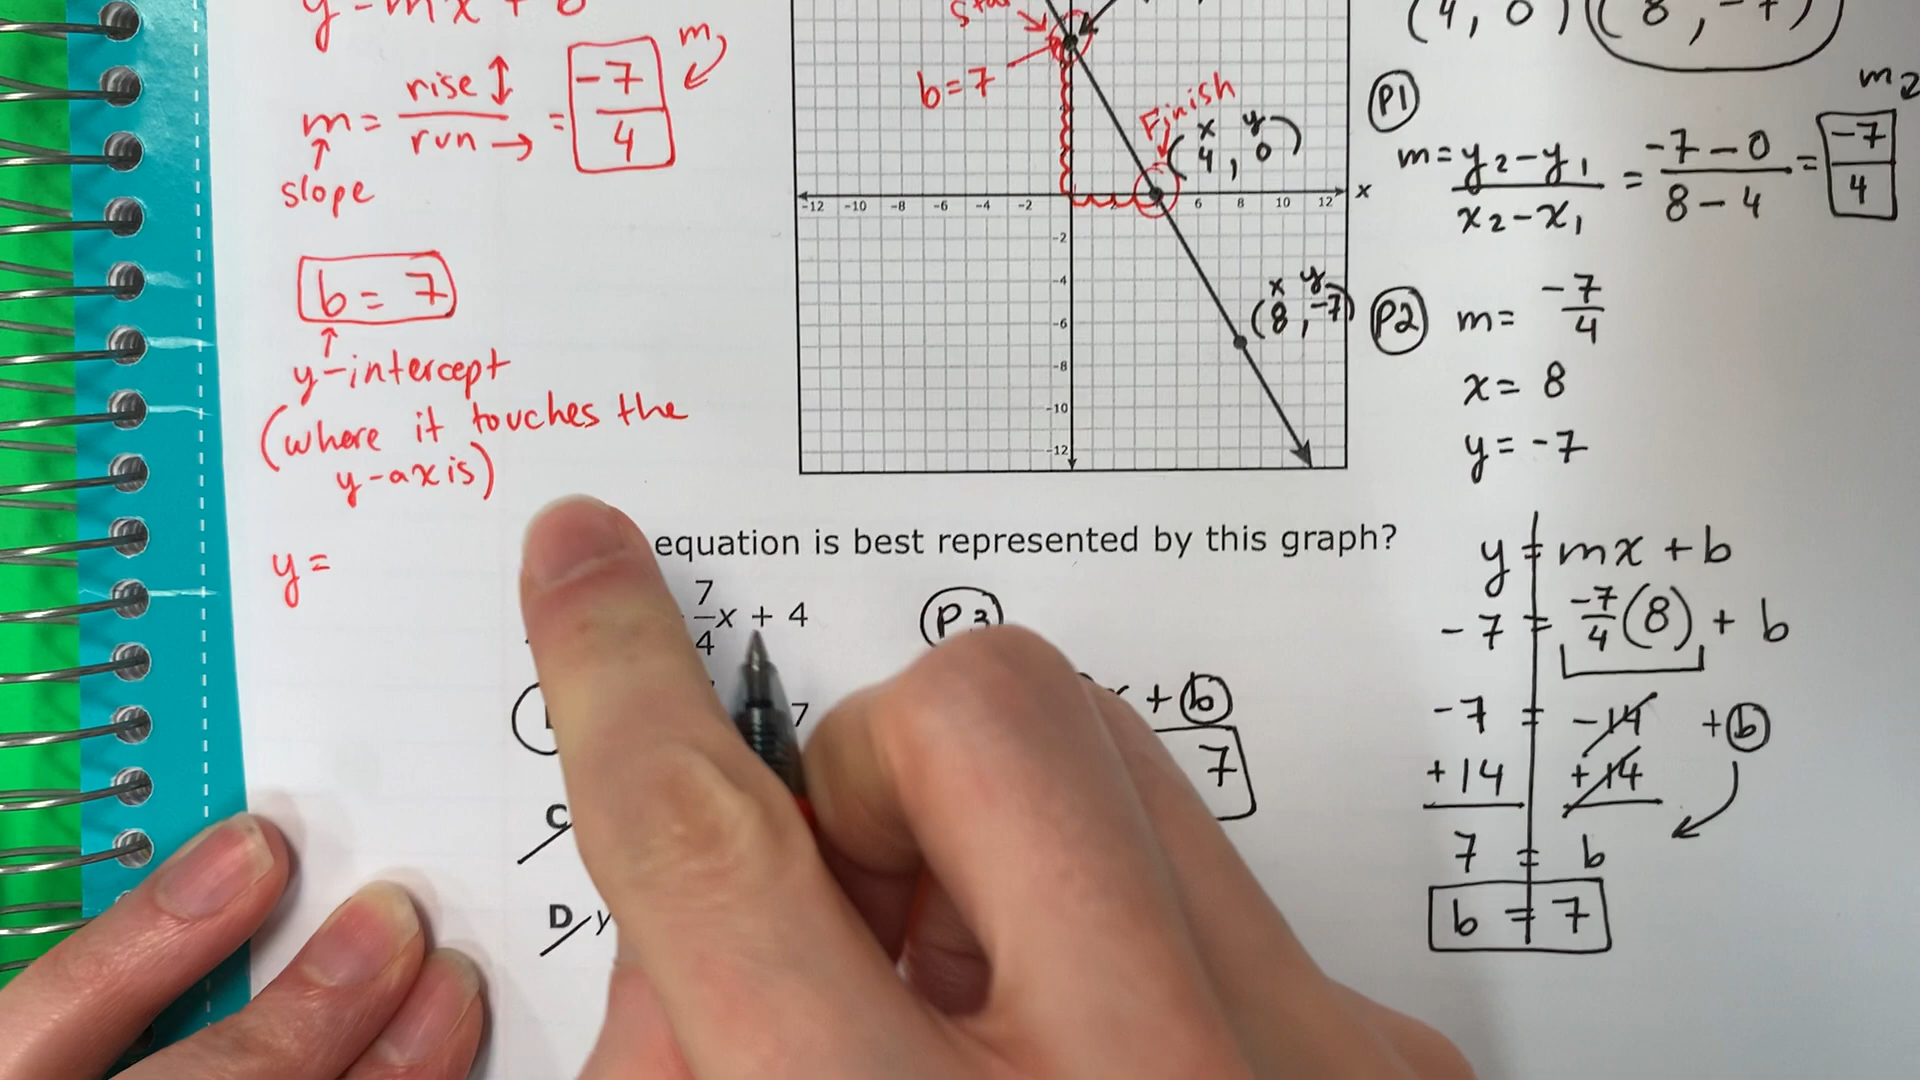 y=mx + b
m = rise ↕ / run → = -7/4 m
slope
b = 7
y-intercept
(where it touches the
y-axis)
y =
b=7
Finish
x y
(4, 0)
x
-12 -10 -8 -6 -4 -2 2 6 8 10 12
-2
-4
-6
-8
-10
-12
x y
(8, -7)
equation is best represented by this graph?
7/4 x + 4
7
C
D y
P3
+ b
7
(4, 0) (8, -7)
P1
m
m = y₂ - y₁ / x₂ - x₁ = -7 - 0 / 8 - 4 = -7/4
P2 m = -7/4
x = 8
y = -7
y = mx + b
-7 = -7/4 (8) + b
-7 = -14 + b
+14 +14
7 = b
b = 7